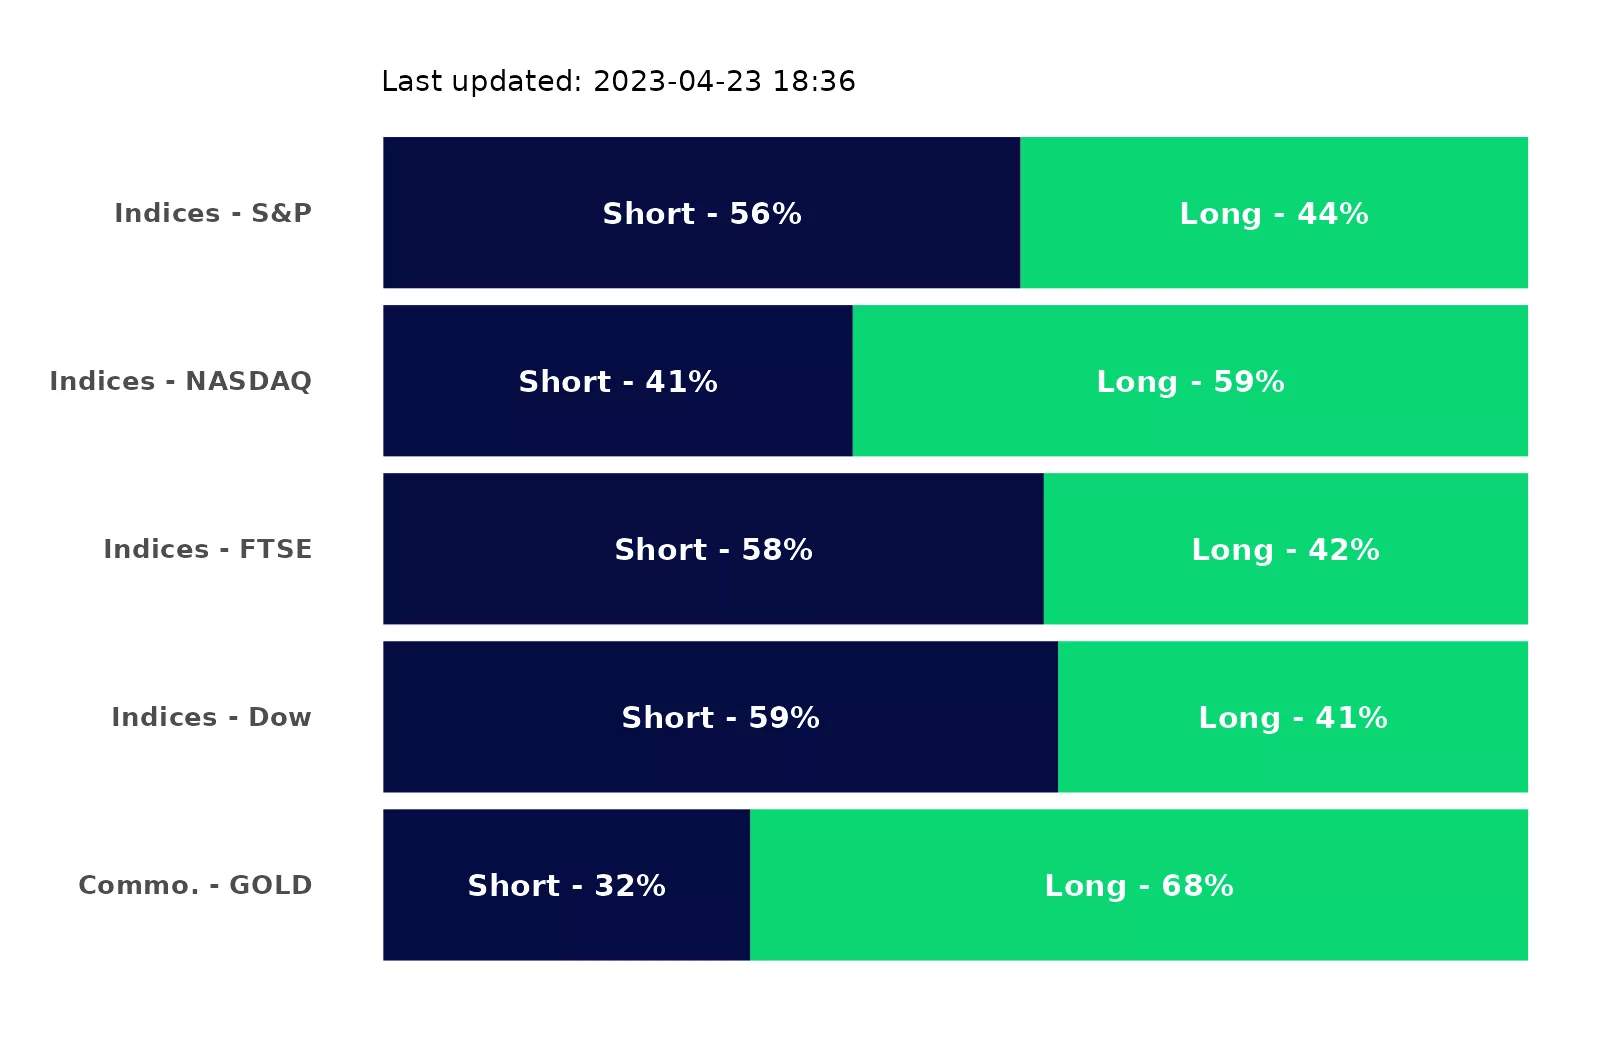 Last updated: 2023-04-23 18:36
Indices - S&P Short - 56% Long - 44%
Indices - NASDAQ Short - 41% Long - 59%
Indices - FTSE Short - 58% Long - 42%
Indices - Dow Short - 59% Long - 41%
Commo. - GOLD Short - 32% Long - 68%